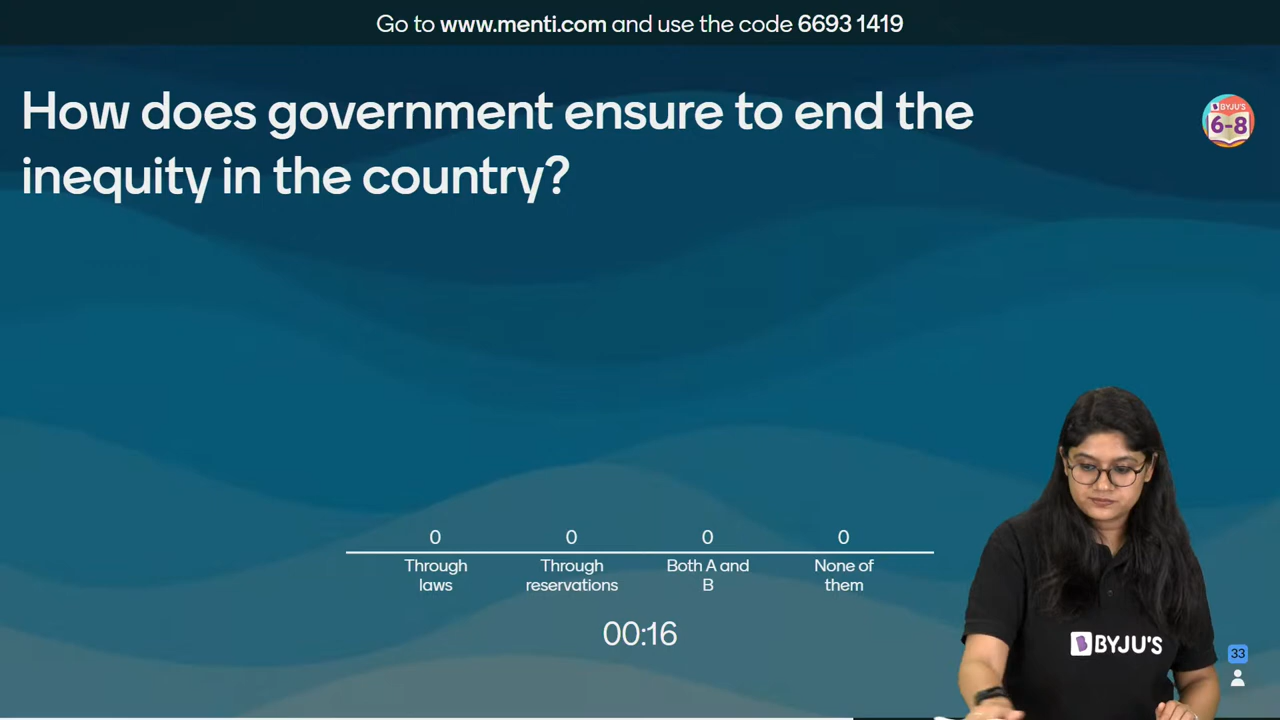 Go to www.menti.com and use the code 6693 1419
How does government ensure to end the
inequity in the country?
BYJU'S
6-8
0 0 0 0
Through laws
Through reservations
Both A and B
None of them
00:16
BYJU'S
33